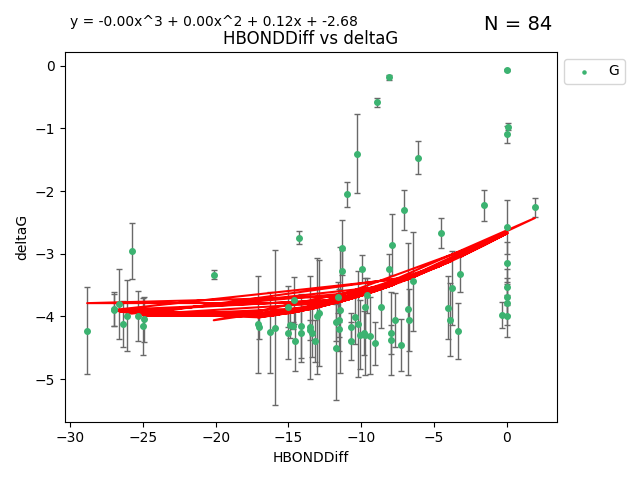 y = -0.00x^3 + 0.00x^2 + 0.12x + -2.68
N = 84
HBONDDiff vs deltaG
G
deltaG
0
−1
−2
−3
−4
−5
−30 −25 −20 −15 −10 −5 0
HBONDDiff